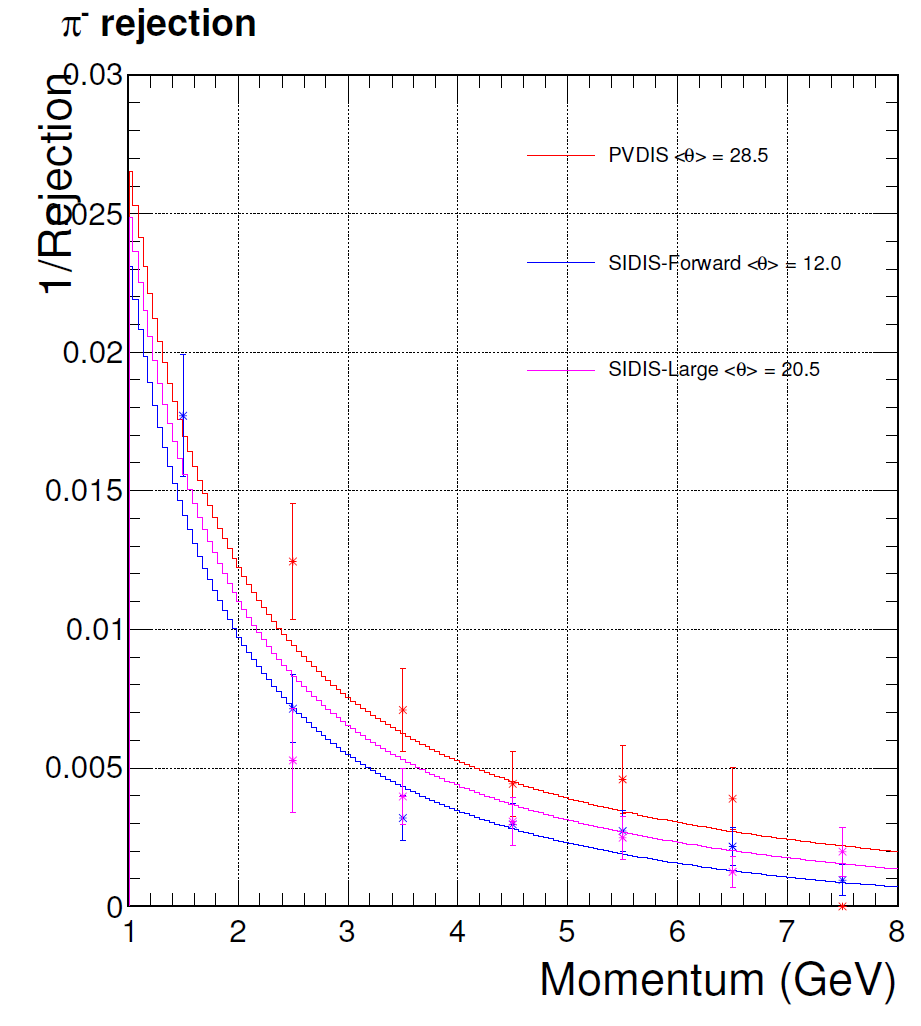 π- rejection
1/Rejection
0.03
0.025
0.02
0.015
0.01
0.005
0
PVDIS <θ> = 28.5
SIDIS-Forward <θ> = 12.0
SIDIS-Large <θ> = 20.5
1 2 3 4 5 6 7 8
Momentum (GeV)